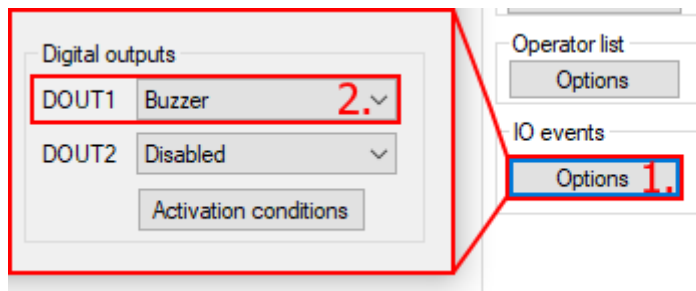 Digital outputs
DOUT1 Buzzer 2.
DOUT2 Disabled
Activation conditions
Operator list
Options
IO events
Options 1.